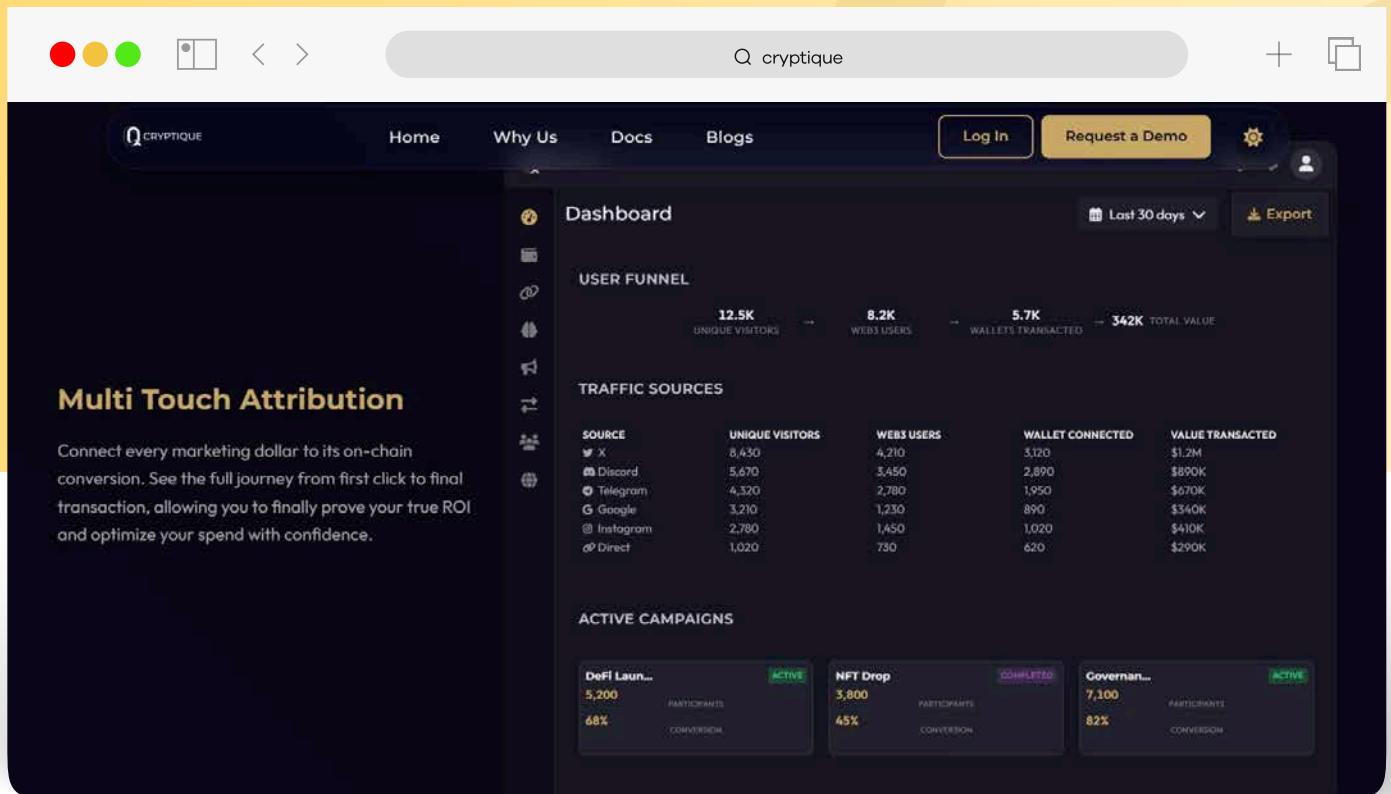 cryptique
CRYPTIQUE
Home
Why Us
Docs
Blogs
Log In
Request a Demo
Dashboard
Last 30 days
Export
USER FUNNEL
12.5K
UNIQUE VISITORS
→
8.2K
WEB3 USERS
→
5.7K
WALLETS TRANSACTED
→ 342K TOTAL VALUE
Multi Touch Attribution
Connect every marketing dollar to its on-chain
conversion. See the full journey from first click to final
transaction, allowing you to finally prove your true ROI
and optimize your spend with confidence.
TRAFFIC SOURCES
SOURCE UNIQUE VISITORS WEB3 USERS WALLET CONNECTED VALUE TRANSACTED
X 8,430 4,210 3,120 $1.2M
Discord 5,670 3,450 2,890 $890K
Telegram 4,320 2,780 1,950 $670K
Google 3,210 1,230 890 $340K
Instagram 2,780 1,450 1,020 $410K
Direct 1,020 730 620 $290K
ACTIVE CAMPAIGNS
DeFi Laun... ACTIVE
5,200
PARTICIPANTS
68%
CONVERSION
NFT Drop COMPLETED
3,800
PARTICIPANTS
45%
CONVERSION
Governan... ACTIVE
7,100
PARTICIPANTS
82%
CONVERSION